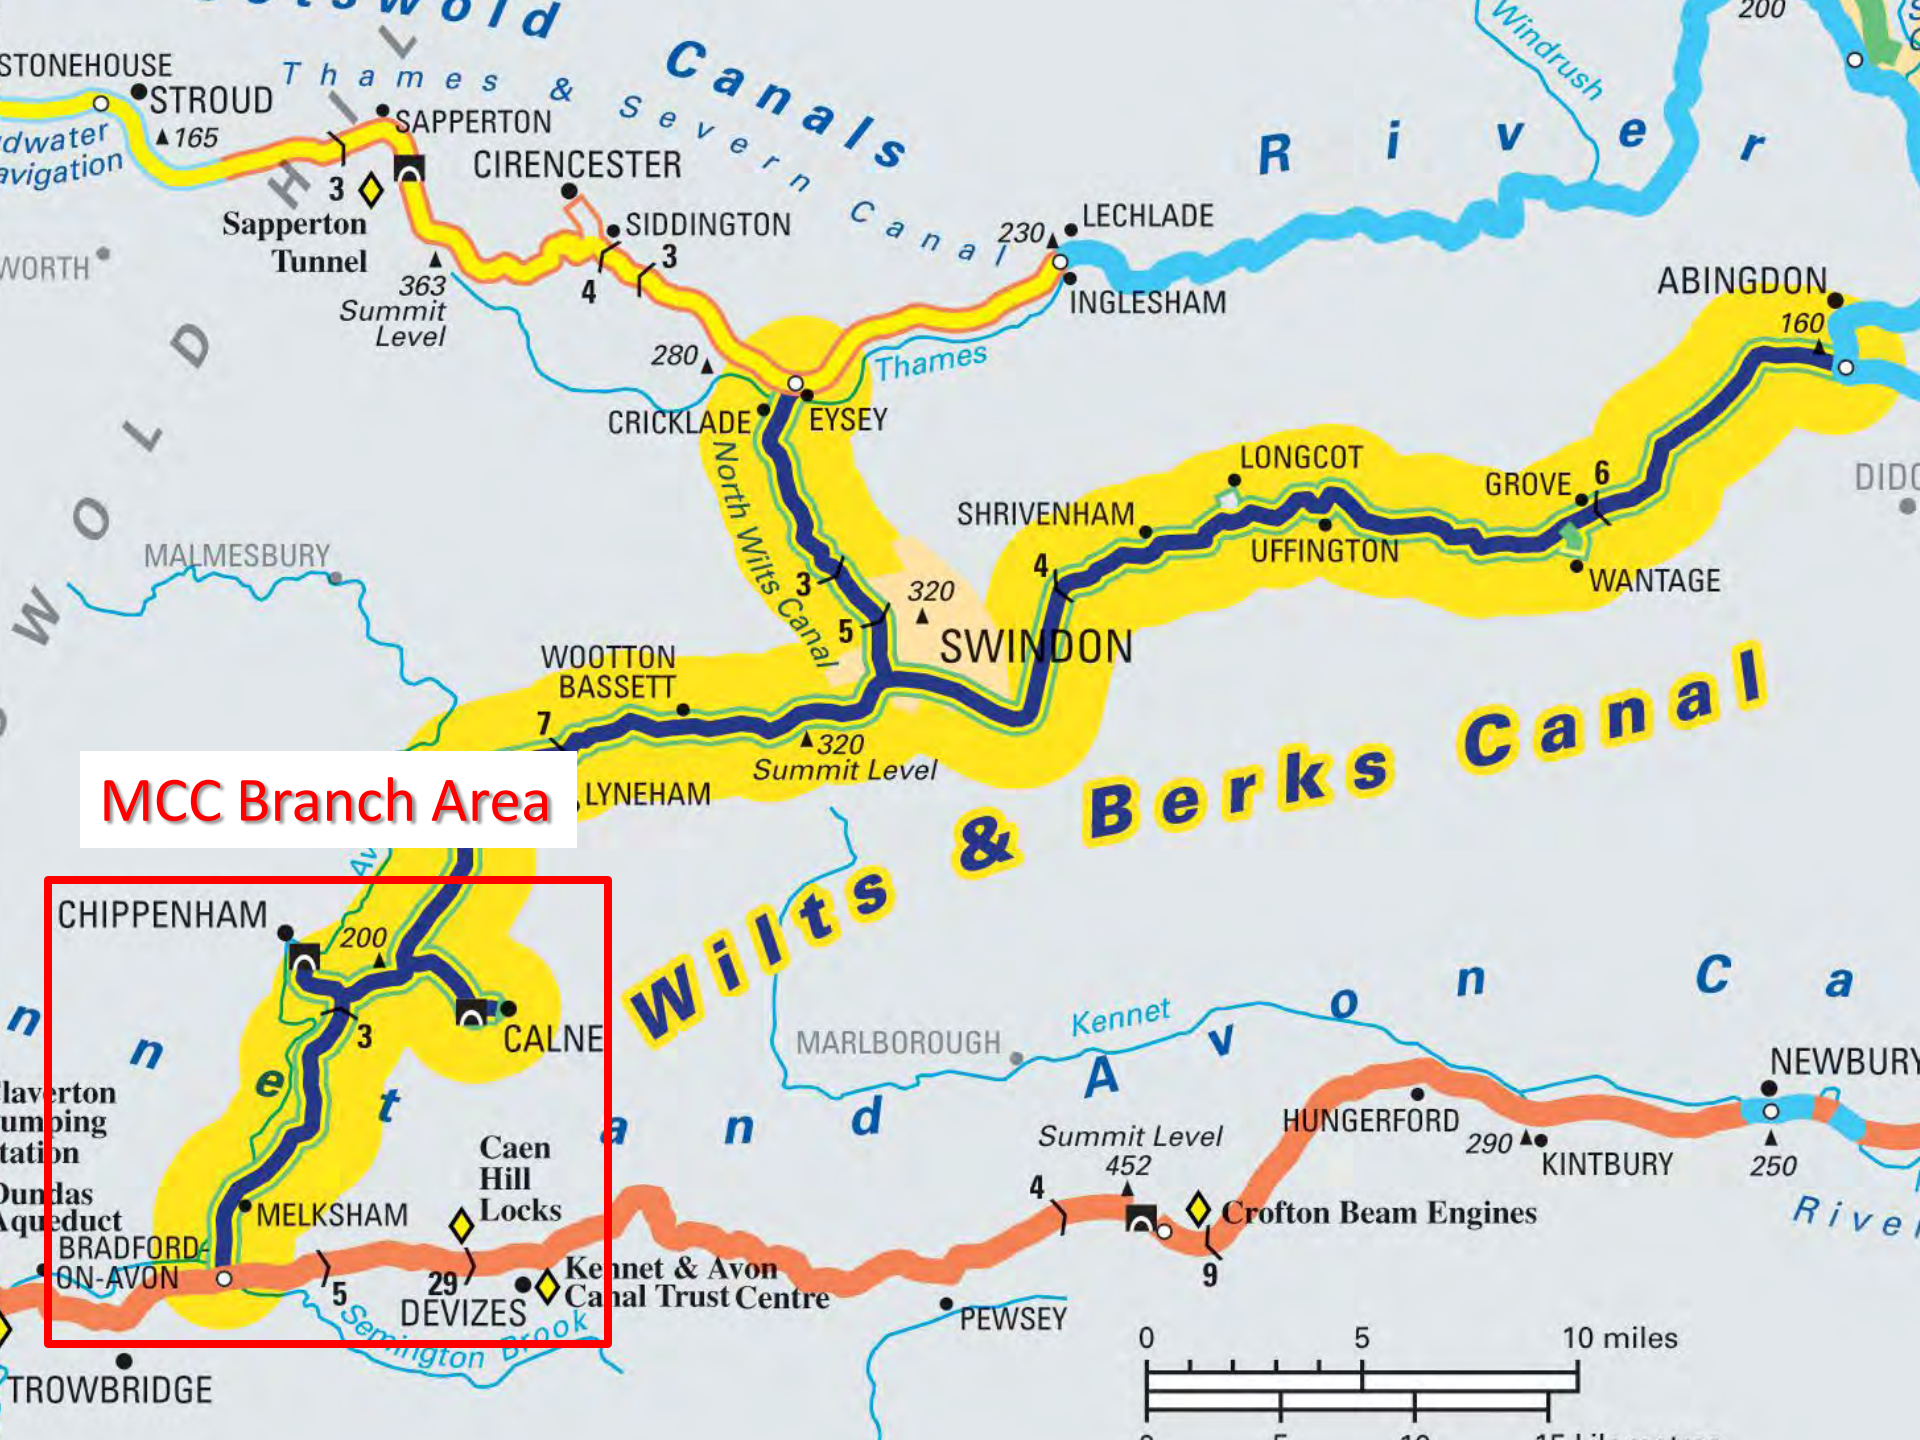 Canals
STONEHOUSE
STROUD
165
Thames & Severn Canal
SAPPERTON
CIRENCESTER
3
Sapperton
Tunnel
SIDDINGTON
3
4
363
Summit
Level
230
LECHLADE
INGLESHAM
Windrush
200
River
ABINGDON
160
280
Thames
CRICKLADE
EYSEY
North Wilts Canal
MALMESBURY
LONGCOT
GROVE
6
SHRIVENHAM
UFFINGTON
WANTAGE
4
3
5
320
SWINDON
WOOTTON
BASSETT
7
320
Summit Level
LYNEHAM
MCC Branch Area
Wilts & Berks Canal
CHIPPENHAM
200
3
CALNE
MARLBOROUGH
Kennet
and
Avon
NEWBURY
HUNGERFORD
290
KINTBURY
250
Summit Level
452
4
Crofton Beam Engines
9
Caen
Hill
Locks
MELKSHAM
BRADFORD-
ON-AVON
5
29
DEVIZES
Kennet & Avon
Canal Trust Centre
Semington Brook
PEWSEY
TROWBRIDGE
0 5 10 miles